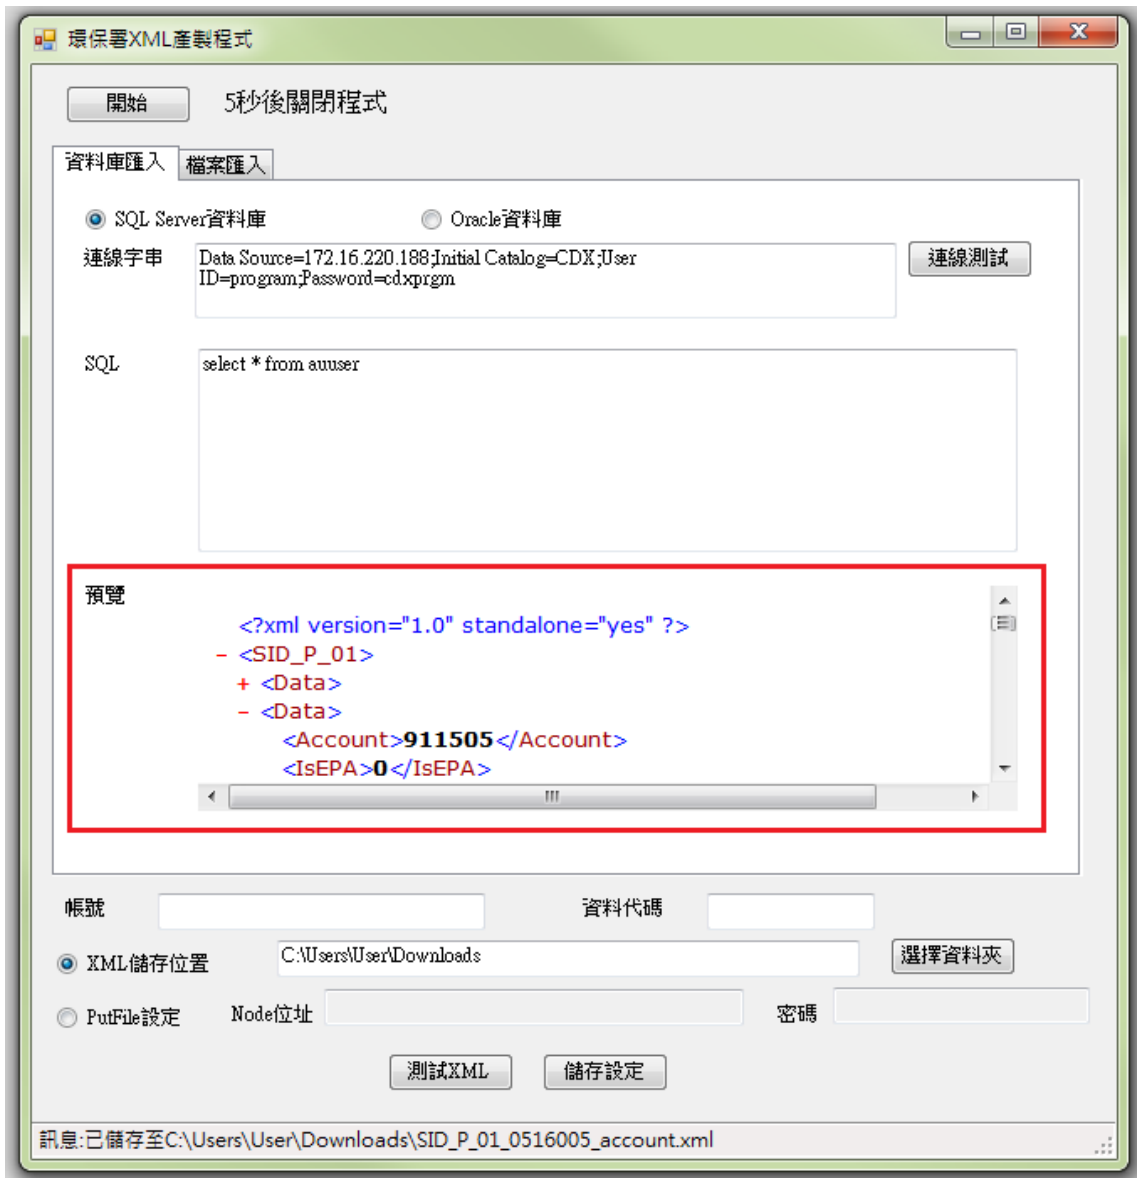 環保署XML產製程式
開始 5秒後關閉程式
資料庫匯入 檔案匯入
SQL Server資料庫 Oracle資料庫
連線字串 Data Source=172.16.220.188;Initial Catalog=CDX;User 連線測試
ID=program;Password=cdxprgm
SQL select * from auuser
預覽
<?xml version="1.0" standalone="yes" ?>
- <SID_P_01>
+ <Data>
- <Data>
<Account>911505</Account>
<IsEPA>0</IsEPA>
帳號 資料代碼
XML儲存位置 C:\Users\User\Downloads 選擇資料夾
PutFile設定 Node位址 密碼
測試XML 儲存設定
訊息:已儲存至C:\Users\User\Downloads\SID_P_01_0516005_account.xml